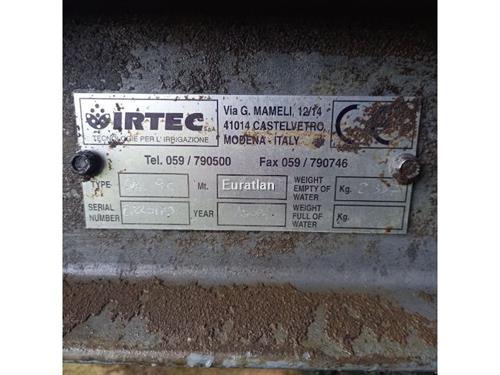 IRTEC S.p.A.
TECNOLOGIE PER L'IRRIGAZIONE
Via G. MAMELI, 12/14
41014 CASTELVETRO
MODENA - ITALY
CE
Tel. 059/790500 Fax 059/790746
TYPE Mt. Euratlan WEIGHT EMPTY OF WATER Kg.
SERIAL NUMBER YEAR WEIGHT FULL OF WATER Kg.